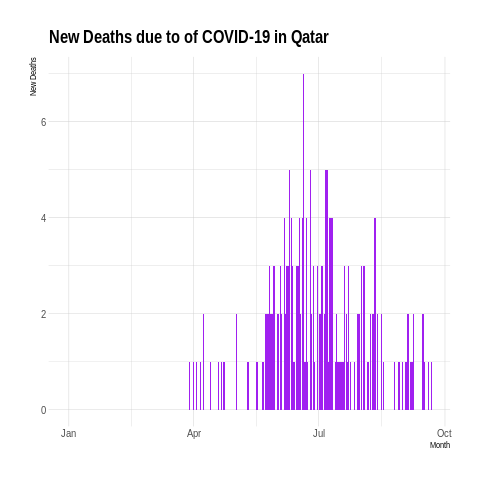 New Deaths due to of COVID-19 in Qatar
New Deaths
6
4
2
0
Jan Apr Jul Oct
Month